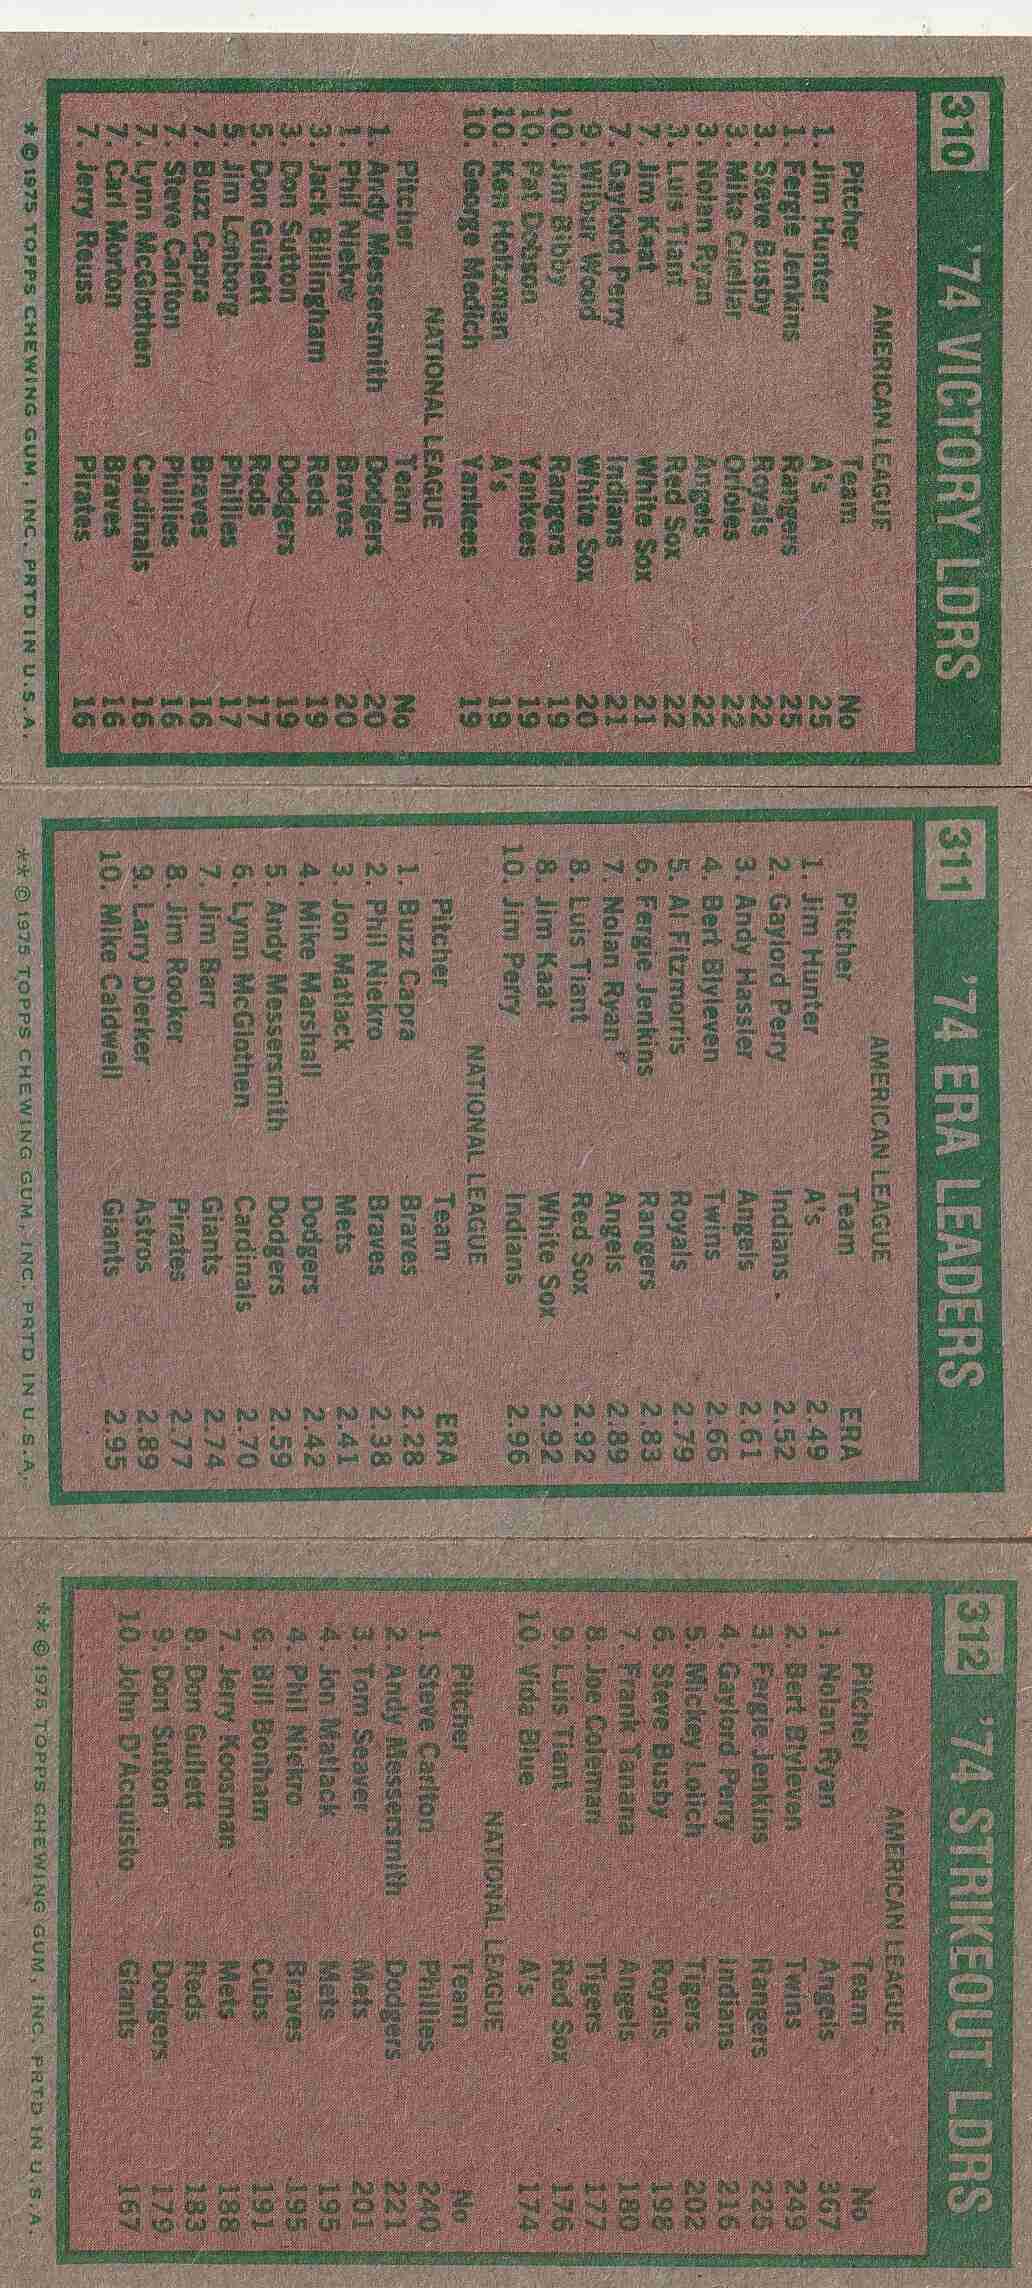 310 '74 VICTORY LDRS
AMERICAN LEAGUE
Pitcher Team No
1. Jim Hunter A's 25
1. Fergie Jenkins Rangers 25
3. Steve Busby Royals 22
3. Mike Cuellar Orioles 22
3. Nolan Ryan Angels 22
3. Luis Tiant Red Sox 22
7. Jim Kaat White Sox 21
7. Gaylord Perry Indians 21
9. Wilbur Wood White Sox 20
10. Jim Bibby Rangers 19
10. Pat Dobson Yankees 19
10. Ken Holtzman A's 19
10. George Medich Yankees 19
NATIONAL LEAGUE
Pitcher Team No
1. Andy Messersmith Dodgers 20
1. Phil Niekro Braves 20
3. Jack Billingham Reds 19
3. Don Sutton Dodgers 19
5. Don Gullett Reds 17
5. Jim Lonborg Phillies 17
7. Buzz Capra Braves 16
7. Steve Carlton Phillies 16
7. Lynn McGlothen Cardinals 16
7. Carl Morton Braves 16
7. Jerry Reuss Pirates 16
* © 1975 TOPPS CHEWING GUM, INC. PRTD IN U.S.A.
311 '74 ERA LEADERS
AMERICAN LEAGUE
Pitcher Team ERA
1. Jim Hunter A's 2.49
2. Gaylord Perry Indians 2.52
3. Andy Hassler Angels 2.61
4. Bert Blyleven Twins 2.66
5. Al Fitzmorris Royals 2.79
6. Fergie Jenkins Rangers 2.83
7. Nolan Ryan Angels 2.89
8. Luis Tiant Red Sox 2.92
8. Jim Kaat White Sox 2.92
10. Jim Perry Indians 2.96
NATIONAL LEAGUE
Pitcher Team ERA
1. Buzz Capra Braves 2.28
2. Phil Niekro Braves 2.38
3. Jon Matlack Mets 2.41
4. Mike Marshall Dodgers 2.42
5. Andy Messersmith Dodgers 2.59
6. Lynn McGlothen Cardinals 2.70
7. Jim Barr Giants 2.74
8. Jim Rooker Pirates 2.77
9. Larry Dierker Astros 2.89
10. Mike Caldwell Giants 2.95
** © 1975 TOPPS CHEWING GUM, INC. PRTD IN U.S.A.
312 '74 STRIKEOUT LDRS
AMERICAN LEAGUE
Pitcher Team No
1. Nolan Ryan Angels 367
2. Bert Blyleven Twins 249
3. Fergie Jenkins Rangers 225
4. Gaylord Perry Indians 216
5. Mickey Lolich Tigers 202
6. Steve Busby Royals 198
7. Frank Tanana Angels 180
8. Joe Coleman Tigers 177
9. Luis Tiant Red Sox 176
10. Vida Blue A's 174
NATIONAL LEAGUE
Pitcher Team No
1. Steve Carlton Phillies 240
2. Andy Messersmith Dodgers 221
3. Tom Seaver Mets 201
4. Jon Matlack Mets 195
4. Phil Niekro Braves 195
6. Bill Bonham Cubs 191
7. Jerry Koosman Mets 188
8. Don Gullett Reds 183
9. Don Sutton Dodgers 179
10. John D'Acquisto Giants 167
** © 1975 TOPPS CHEWING GUM, INC. PRTD IN U.S.A.